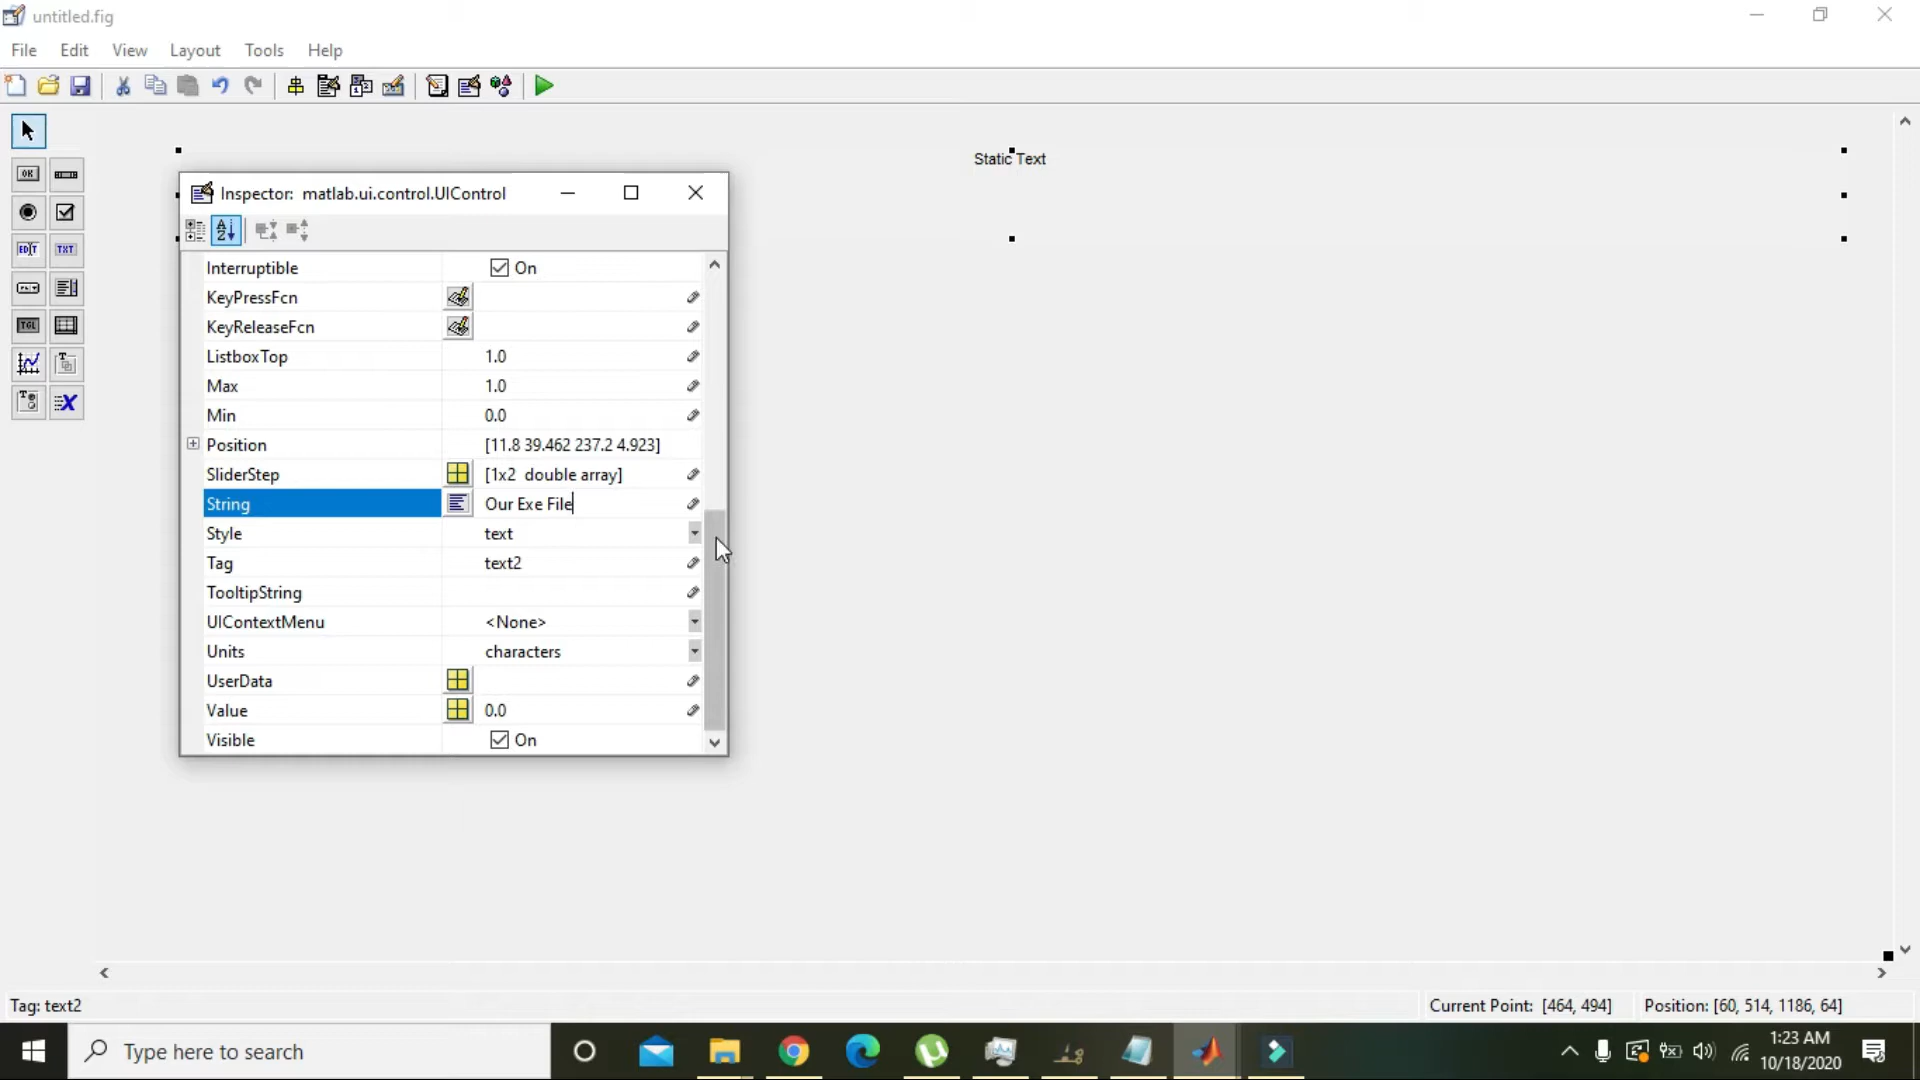 untitled.fig
File Edit View Layout Tools Help
OK
EDIT TXT
TGL
Static Text
Inspector: matlab.ui.control.UIControl
Interruptible On
KeyPressFcn
KeyReleaseFcn
ListboxTop 1.0
Max 1.0
Min 0.0
Position [11.8 39.462 237.2 4.923]
SliderStep [1x2 double array]
String Our Exe File
Style text
Tag text2
TooltipString
UIContextMenu <None>
Units characters
UserData
Value 0.0
Visible On
Tag: text2 Current Point: [464, 494] Position: [60, 514, 1186, 64]
Type here to search
1:23 AM
10/18/2020